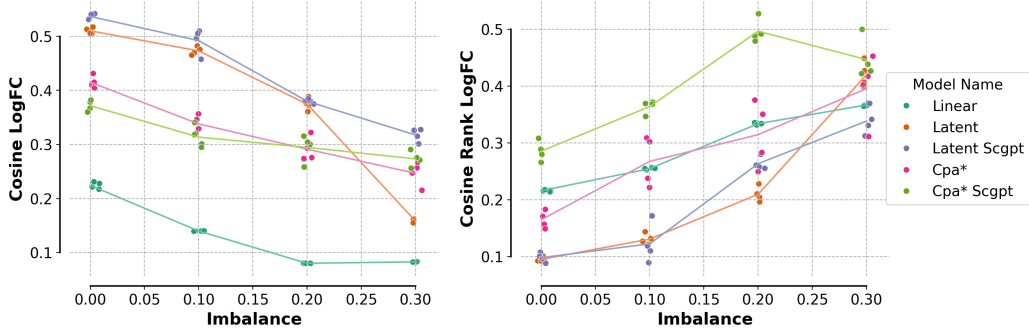 Cosine LogFC
0.5
0.4
0.3
0.2
0.1
0.00 0.05 0.10 0.15 0.20 0.25 0.30
Imbalance
Cosine Rank LogFC
0.5
0.4
0.3
0.2
0.1
0.00 0.05 0.10 0.15 0.20 0.25 0.30
Imbalance
Model Name
Linear
Latent
Latent Scgpt
Cpa*
Cpa* Scgpt